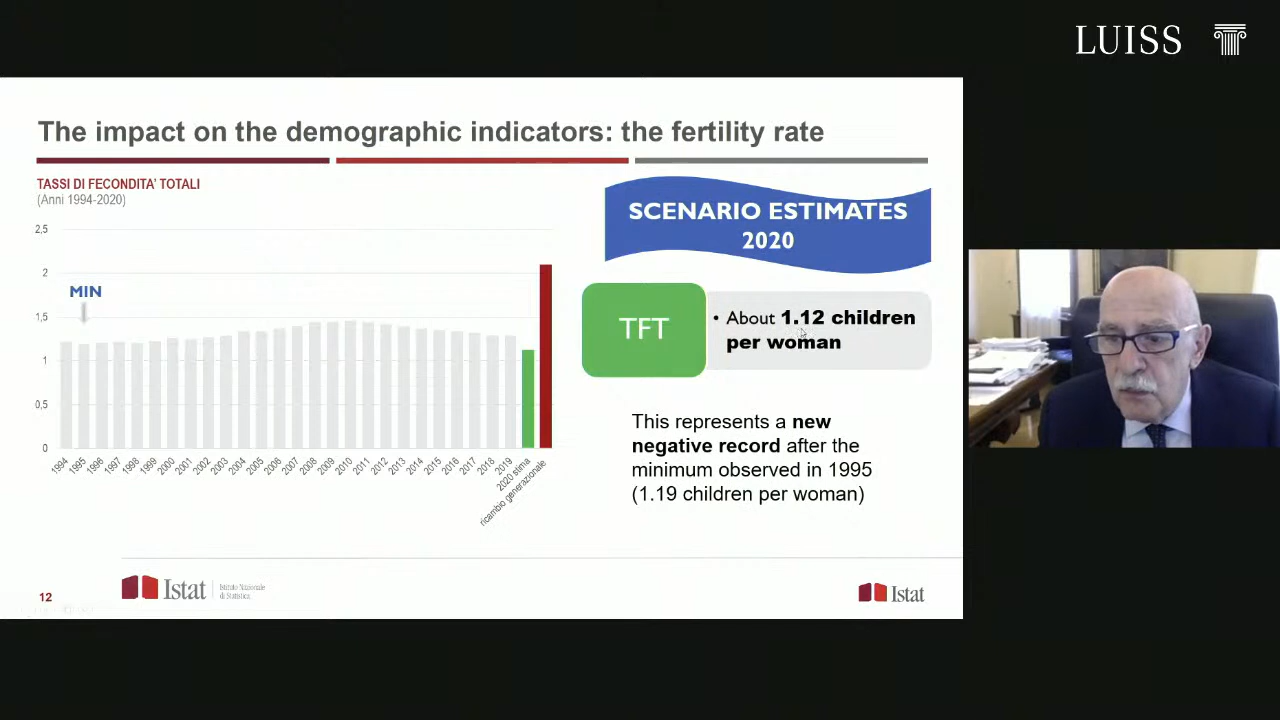 LUISS
The impact on the demographic indicators: the fertility rate
TASSI DI FECONDITA' TOTALI
(Anni 1994-2020)
2,5
2
1,5
1
0,5
0
MIN
1994
1995
1996
1997
1998
1999
2000
2001
2002
2003
2004
2005
2006
2007
2008
2009
2010
2011
2012
2013
2014
2015
2016
2017
2018
2019
2020 stima
ricambio generazionale
SCENARIO ESTIMATES
2020
TFT
• About 1.12 children
per woman
This represents a new
negative record after the
minimum observed in 1995
(1.19 children per woman)
12
Istat
Istituto Nazionale
di Statistica
Istat